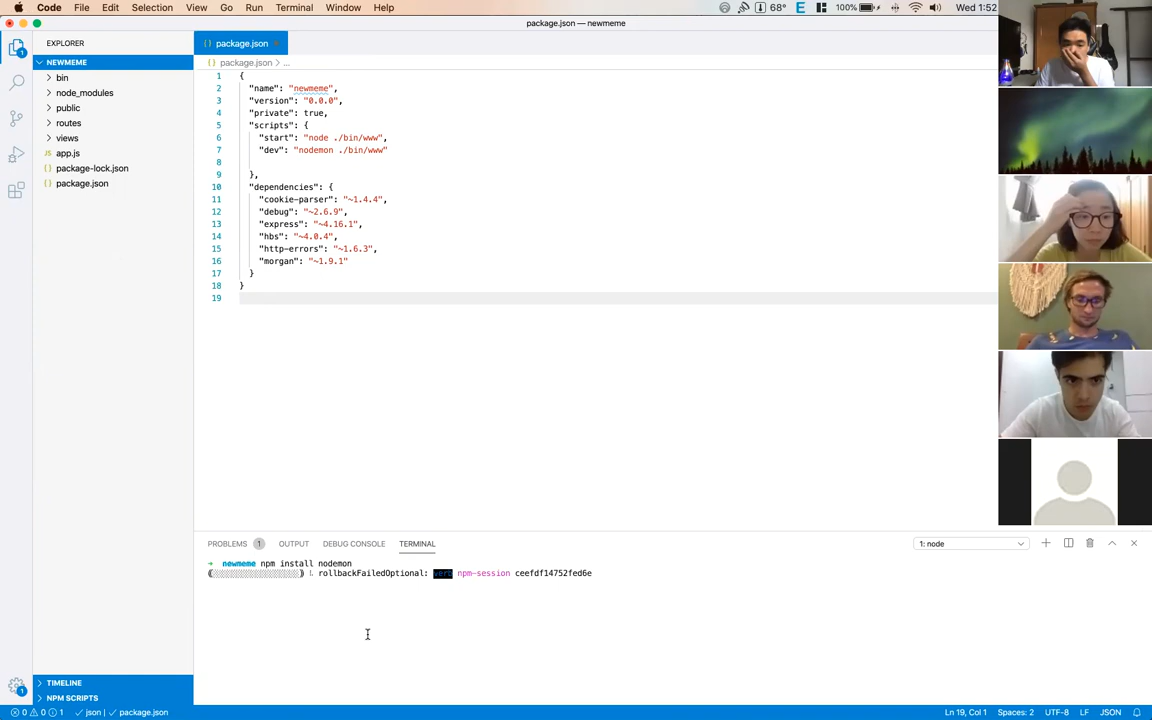 Code File Edit Selection View Go Run Terminal Window Help 68° E 100% Wed 1:52
package.json — newmeme
EXPLORER
NEWMEME
bin
node_modules
public
routes
views
JS app.js
{} package-lock.json
{} package.json
TIMELINE
NPM SCRIPTS
{} package.json
{} package.json > ...
1 {
2 "name": "newmeme",
3 "version": "0.0.0",
4 "private": true,
5 "scripts": {
6 "start": "node ./bin/www",
7 "dev": "nodemon ./bin/www"
8
9 },
10 "dependencies": {
11 "cookie-parser": "~1.4.4",
12 "debug": "~2.6.9",
13 "express": "~4.16.1",
14 "hbs": "~4.0.4",
15 "http-errors": "~1.6.3",
16 "morgan": "~1.9.1"
17 }
18 }
19
PROBLEMS 1 OUTPUT DEBUG CONSOLE TERMINAL 1: node
→ newmeme npm install nodemon
rollbackFailedOptional: verb npm-session ceefdf14752fed6e
0 0 1 json package.json Ln 19, Col 1 Spaces: 2 UTF-8 LF JSON